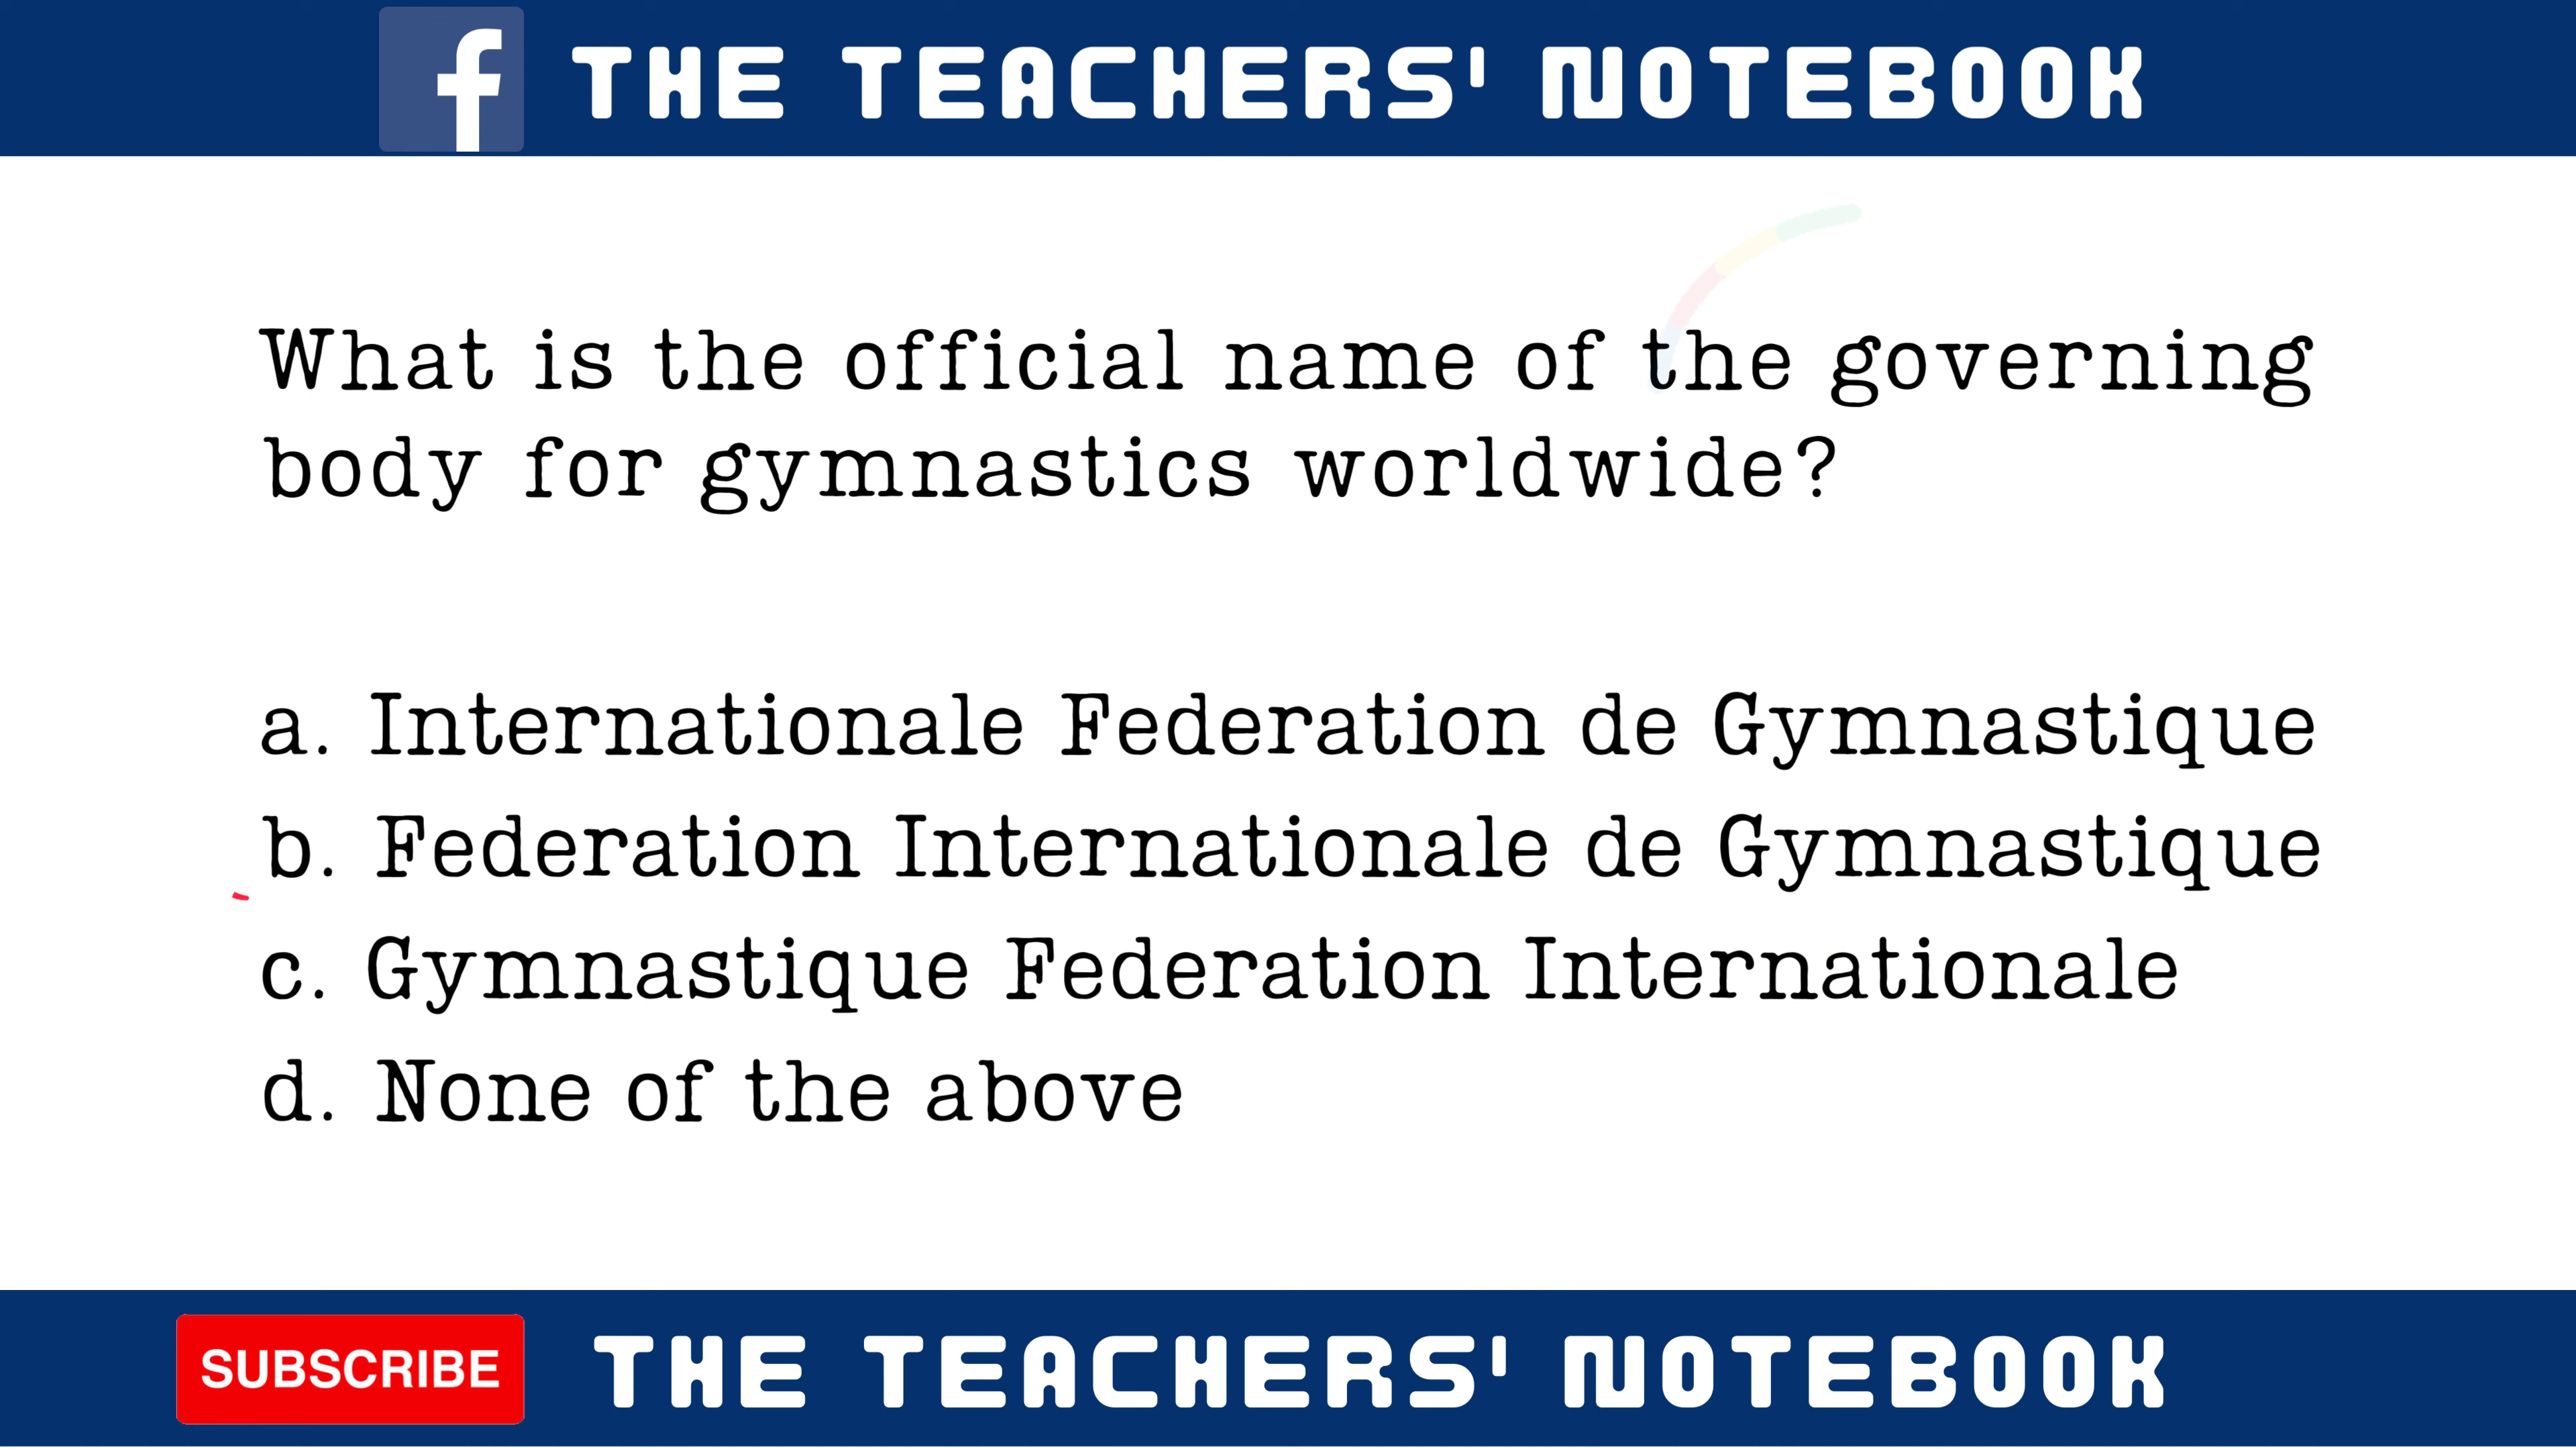 f THE TEACHERS' NOTEBOOK
What is the official name of the governing
body for gymnastics worldwide?
a. Internationale Federation de Gymnastique
b. Federation Internationale de Gymnastique
c. Gymnastique Federation Internationale
d. None of the above
SUBSCRIBE THE TEACHERS' NOTEBOOK